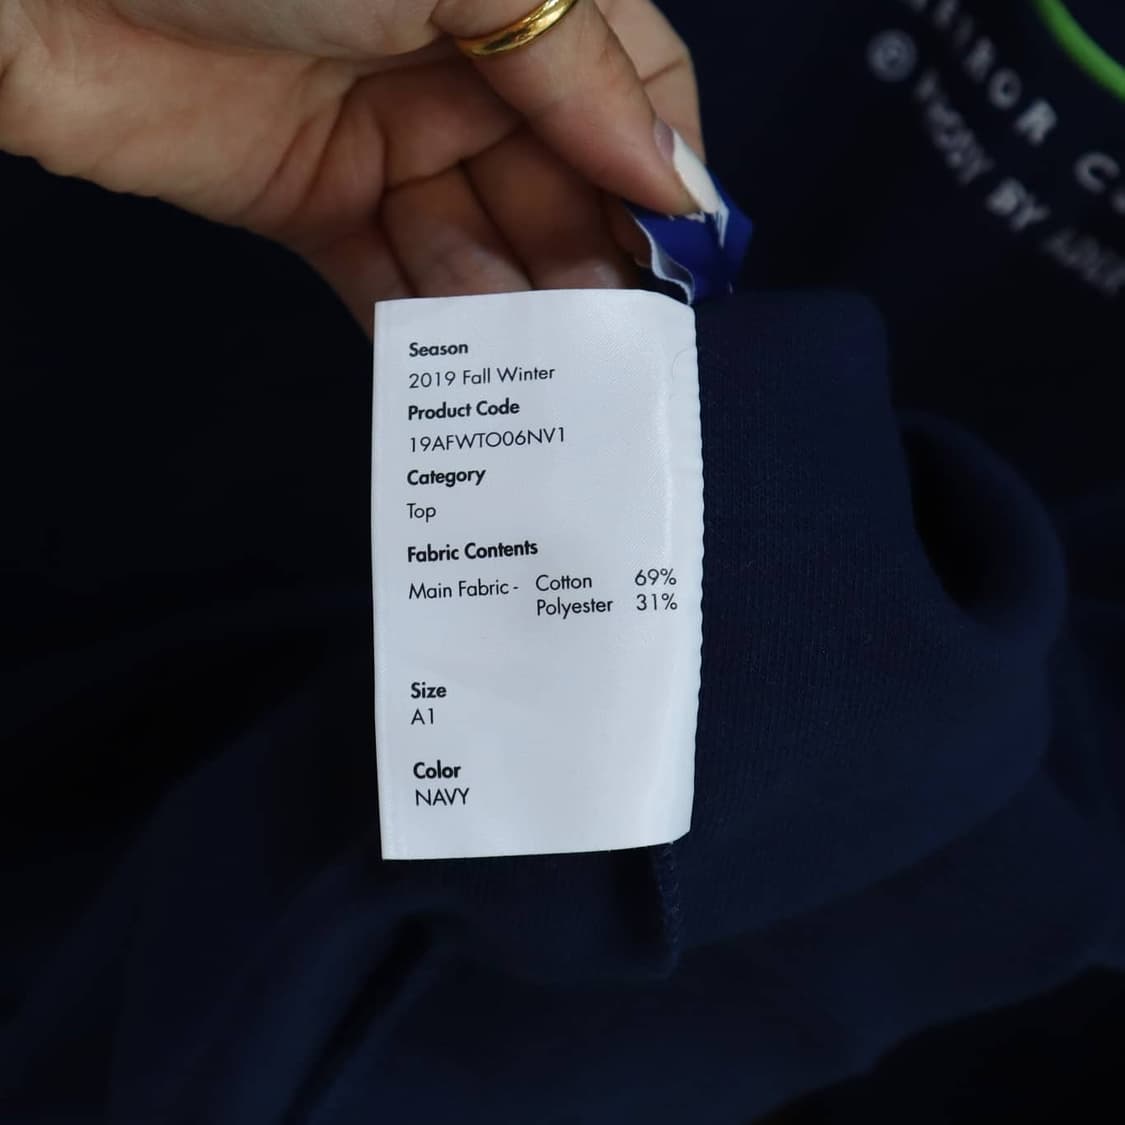 Season
2019 Fall Winter
Product Code
19AFWTO06NV1
Category
Top
Fabric Contents
Main Fabric - Cotton 69%
Polyester 31%
Size
A1
Color
NAVY
BY